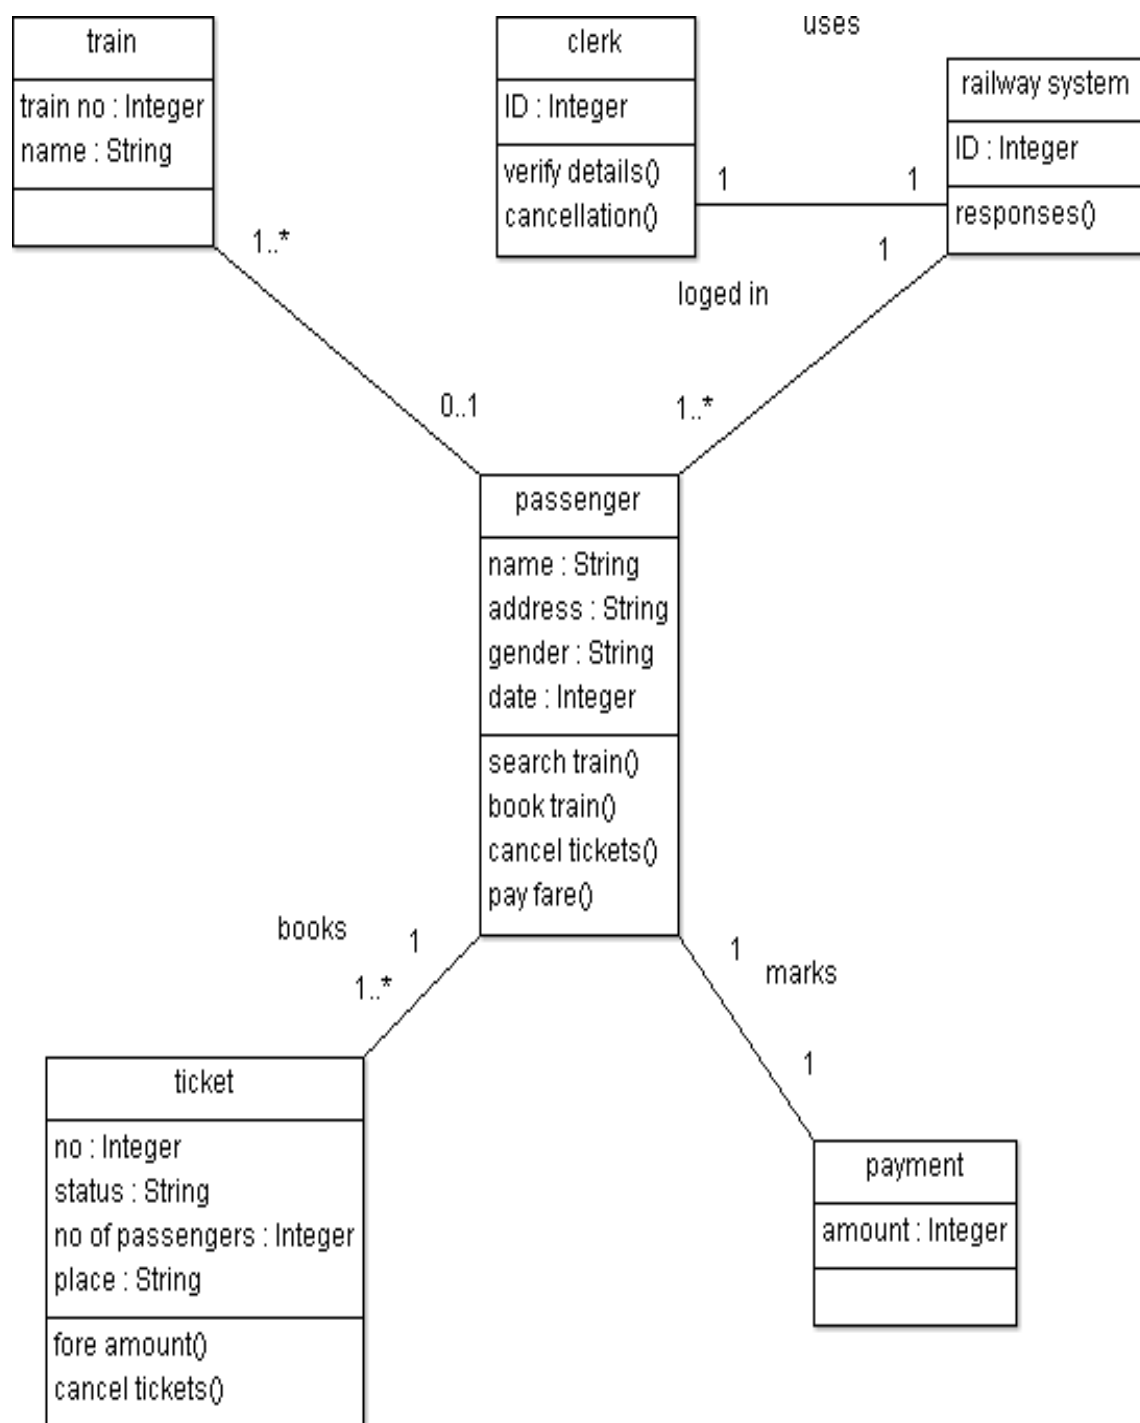 train
train no : Integer
name : String
clerk
ID : Integer
verify details()
cancellation()
uses
railway system
ID : Integer
responses()
1
1
1..*
1
loged in
0..1
1..*
passenger
name : String
address : String
gender : String
date : Integer
search train()
book train()
cancel tickets()
pay fare()
books
1
1..*
1
marks
1
ticket
no : Integer
status : String
no of passengers : Integer
place : String
fore amount()
cancel tickets()
payment
amount : Integer